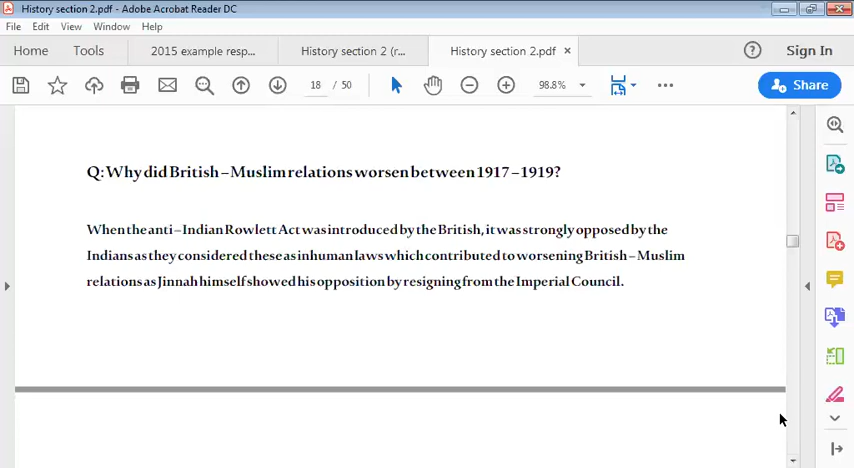 History section 2.pdf - Adobe Acrobat Reader DC
File Edit View Window Help
Home Tools 2015 example resp... History section 2 (r... History section 2.pdf × ? Sign In
18 / 50 98.8% Share
Q: Why did British – Muslim relations worsen between 1917 – 1919?
When the anti – Indian Rowlett Act was introduced by the British, it was strongly opposed by the
Indians as they considered these as inhuman laws which contributed to worsening British – Muslim
relations as Jinnah himself showed his opposition by resigning from the Imperial Council.